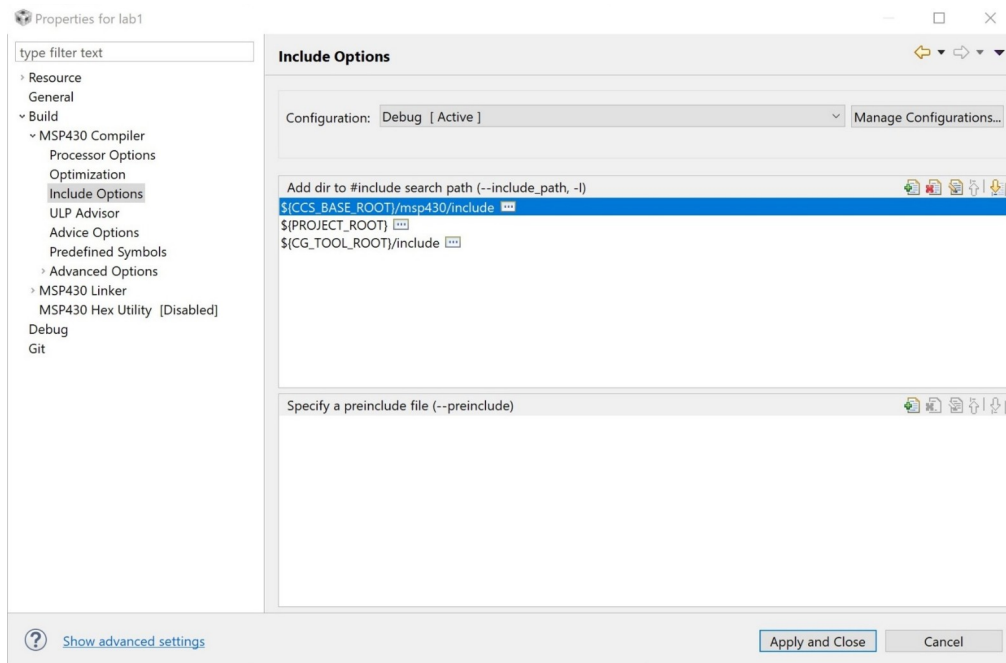 Properties for lab1
type filter text
Resource
General
Build
MSP430 Compiler
Processor Options
Optimization
Include Options
ULP Advisor
Advice Options
Predefined Symbols
Advanced Options
MSP430 Linker
MSP430 Hex Utility [Disabled]
Debug
Git
Include Options
Configuration: Debug [ Active ] Manage Configurations...
Add dir to #include search path (--include_path, -I)
${CCS_BASE_ROOT}/msp430/include
${PROJECT_ROOT}
${CG_TOOL_ROOT}/include
Specify a preinclude file (--preinclude)
Show advanced settings
Apply and Close Cancel